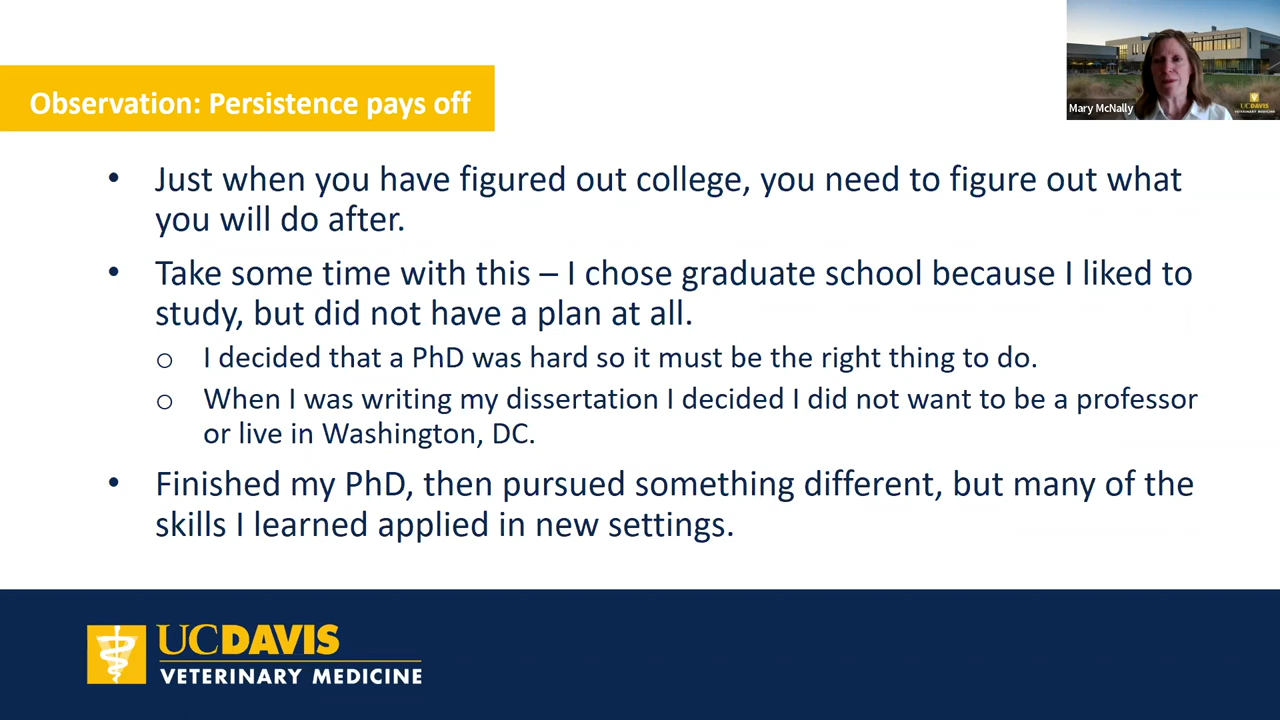 Observation: Persistence pays off
Mary McNally
UCDAVIS
VETERINARY MEDICINE
• Just when you have figured out college, you need to figure out what
you will do after.
• Take some time with this – I chose graduate school because I liked to
study, but did not have a plan at all.
o I decided that a PhD was hard so it must be the right thing to do.
o When I was writing my dissertation I decided I did not want to be a professor
or live in Washington, DC.
• Finished my PhD, then pursued something different, but many of the
skills I learned applied in new settings.
UCDAVIS
VETERINARY MEDICINE